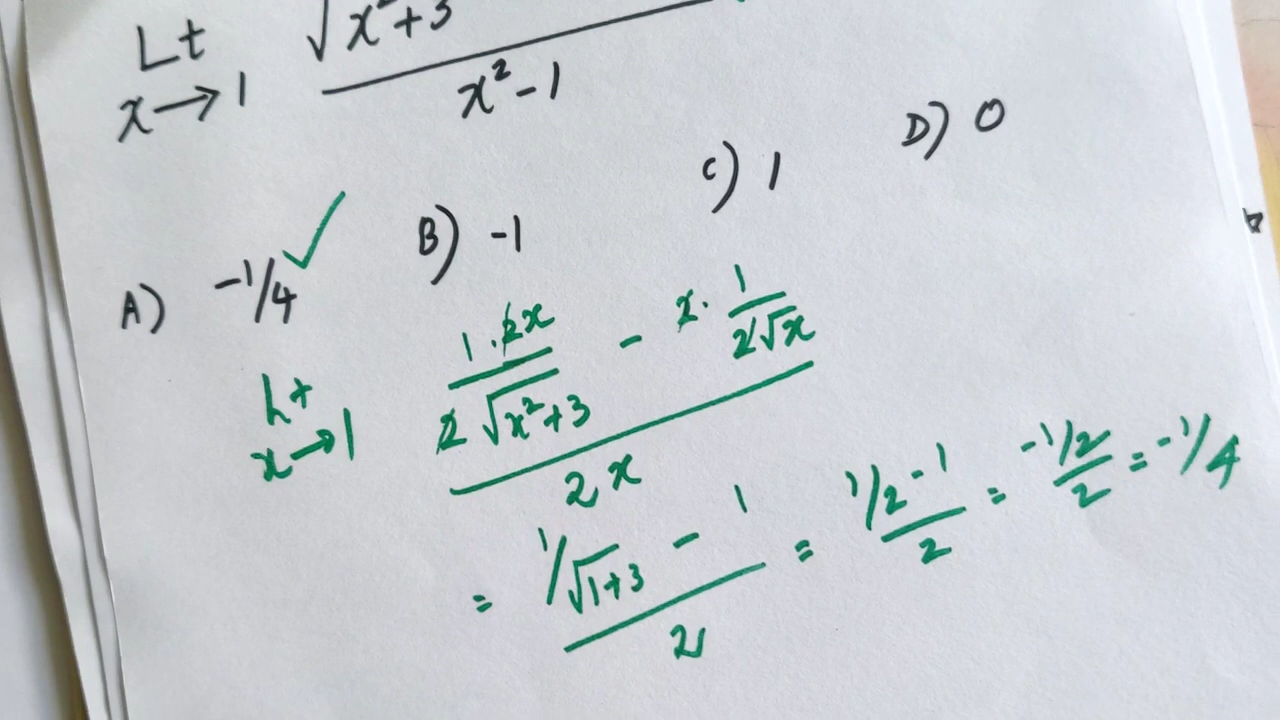 Lt x→1 √x²+3 / x²-1
A) -1/4 ✓ B) -1 C) 1 D) 0
Lt x→1 (1·2x / 2√x²+3 - 2·1 / 2√x) / 2x
= (1/√1+3 - 1) / 2 = (1/2 - 1) / 2 = (-1/2) / 2 = -1/4